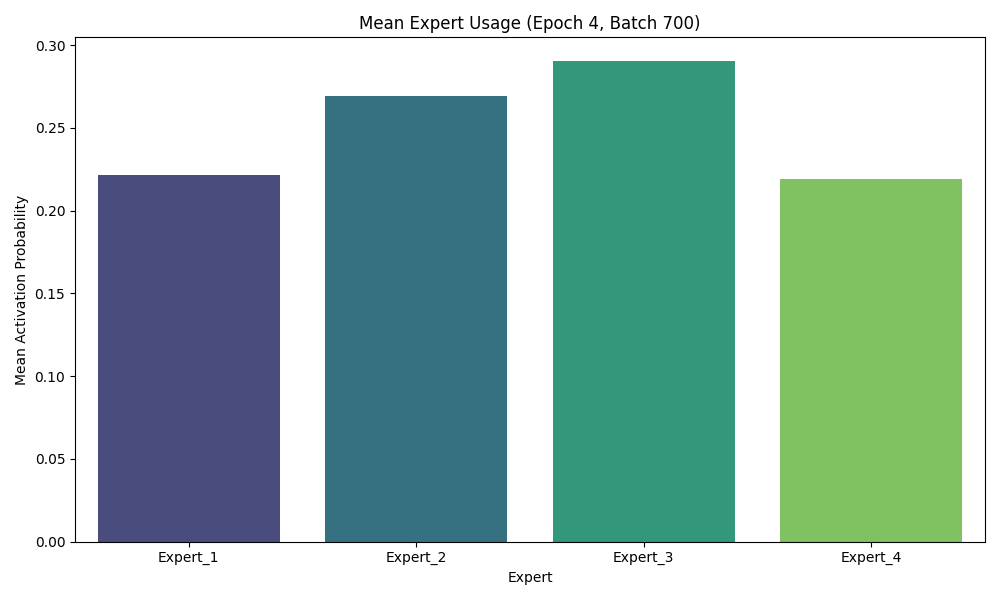 Mean Expert Usage (Epoch 4, Batch 700)
Mean Activation Probability
0.30
0.25
0.20
0.15
0.10
0.05
0.00
Expert_1
Expert_2
Expert_3
Expert_4
Expert